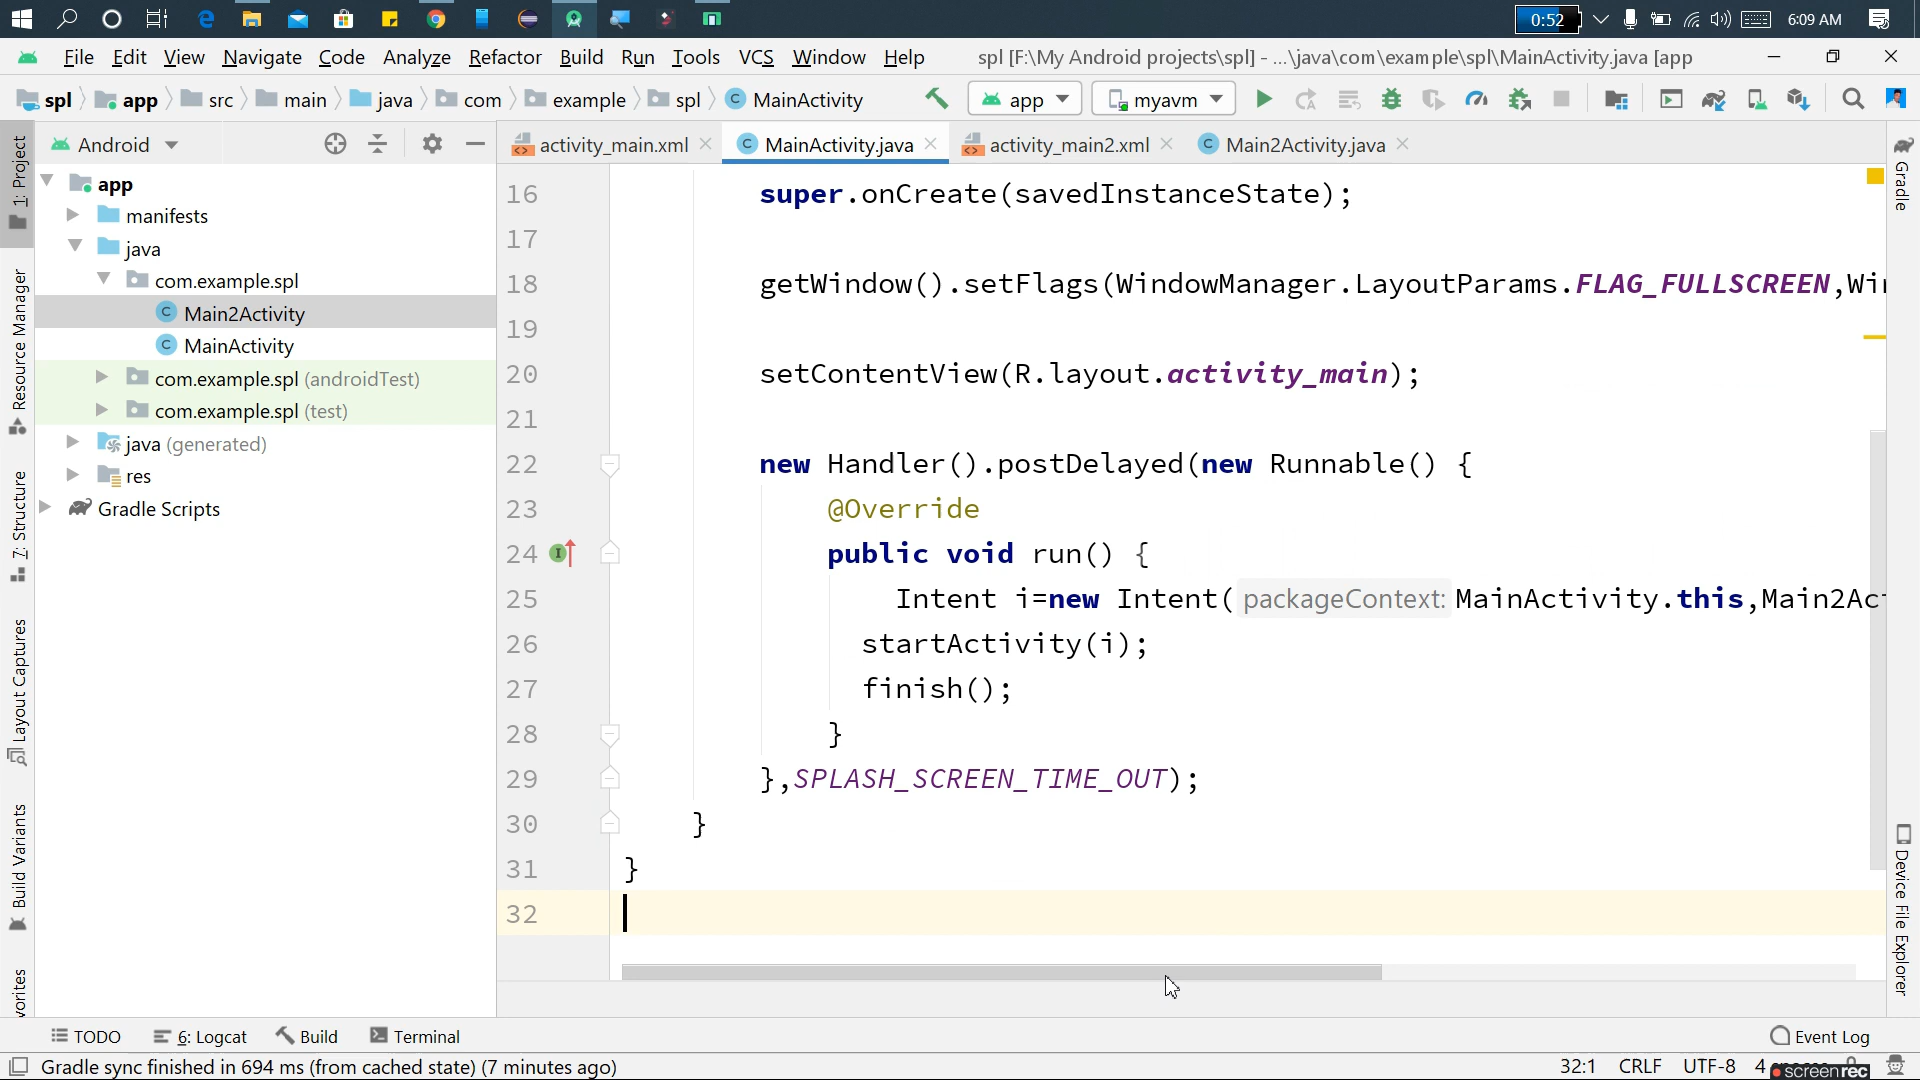 0:52 6:09 AM
File Edit View Navigate Code Analyze Refactor Build Run Tools VCS Window Help spl [F:\My Android projects\spl] - ...\java\com\example\spl\MainActivity.java [app
spl app src main java com example spl MainActivity app myavm
Android
activity_main.xml MainActivity.java activity_main2.xml Main2Activity.java
app
manifests
java
com.example.spl
Main2Activity
MainActivity
com.example.spl (androidTest)
com.example.spl (test)
java (generated)
res
Gradle Scripts
1: Project
Resource Manager
7: Structure
Layout Captures
Build Variants
vorites
16 super.onCreate(savedInstanceState);
17
18 getWindow().setFlags(WindowManager.LayoutParams.FLAG_FULLSCREEN,Win
19
20 setContentView(R.layout.activity_main);
21
22 new Handler().postDelayed(new Runnable() {
23 @Override
24 public void run() {
25 Intent i=new Intent( packageContext: MainActivity.this,Main2Act
26 startActivity(i);
27 finish();
28 }
29 },SPLASH_SCREEN_TIME_OUT);
30 }
31 }
32
Gradle
Device File Explorer
TODO 6: Logcat Build Terminal Event Log
Gradle sync finished in 694 ms (from cached state) (7 minutes ago) 32:1 CRLF UTF-8 4
screenrec